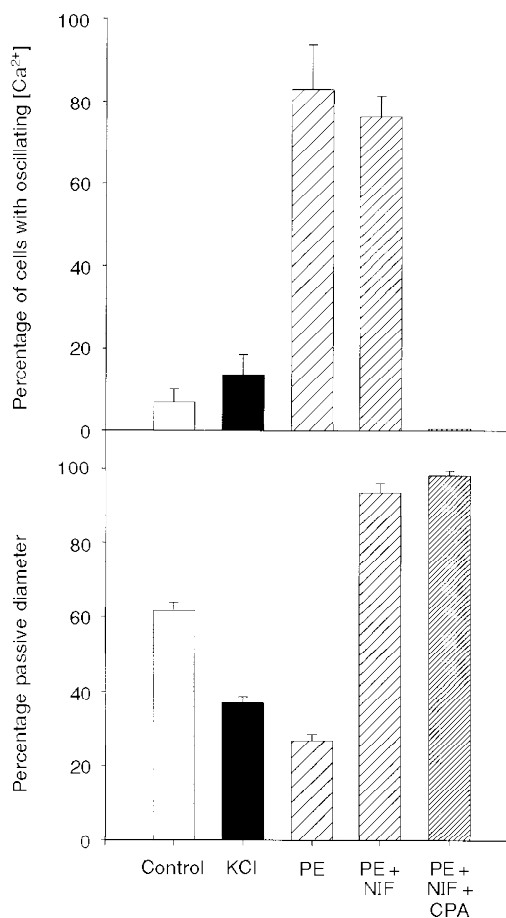 Percentage of cells with oscillating [Ca²⁺]
100
80
60
40
20
0
Percentage passive diameter
100
80
60
40
20
0
Control
KCl
PE
PE +
NIF
PE +
NIF +
CPA